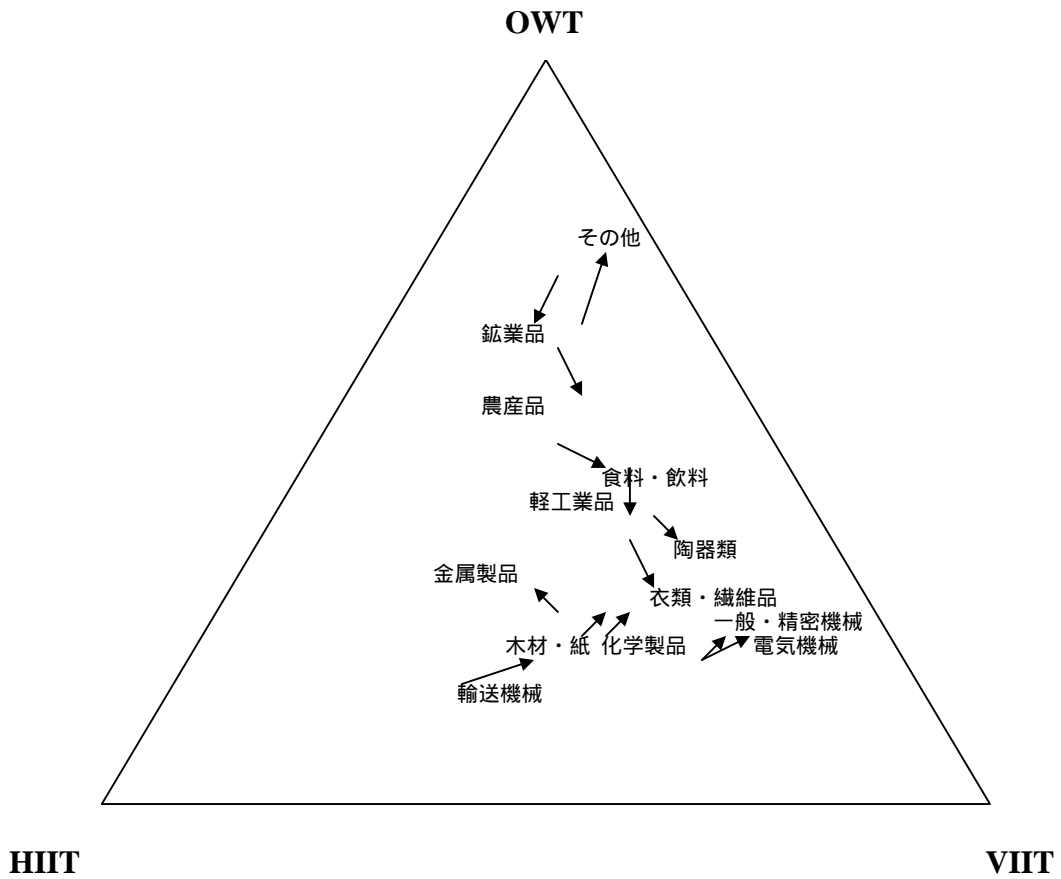 OWT
その他
鉱業品
農産品
食料・飲料
軽工業品
陶器類
金属製品
衣類・繊維品
一般・精密機械
木材・紙 化学製品 電気機械
輸送機械
HIIT VIIT